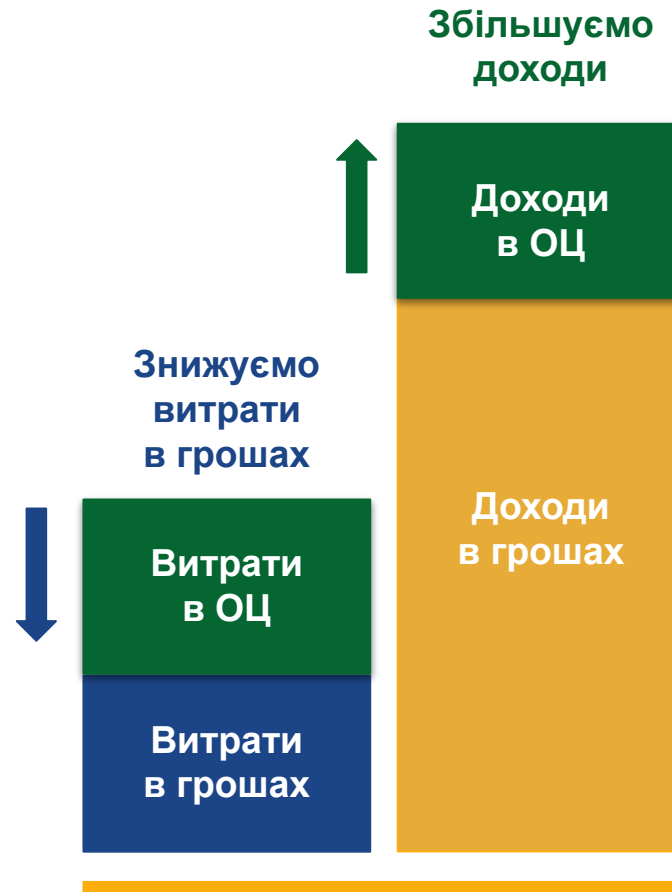 Збільшуємо
доходи
Доходи
в ОЦ
Знижуємо
витрати
в грошах
Доходи
в грошах
Витрати
в ОЦ
Витрати
в грошах